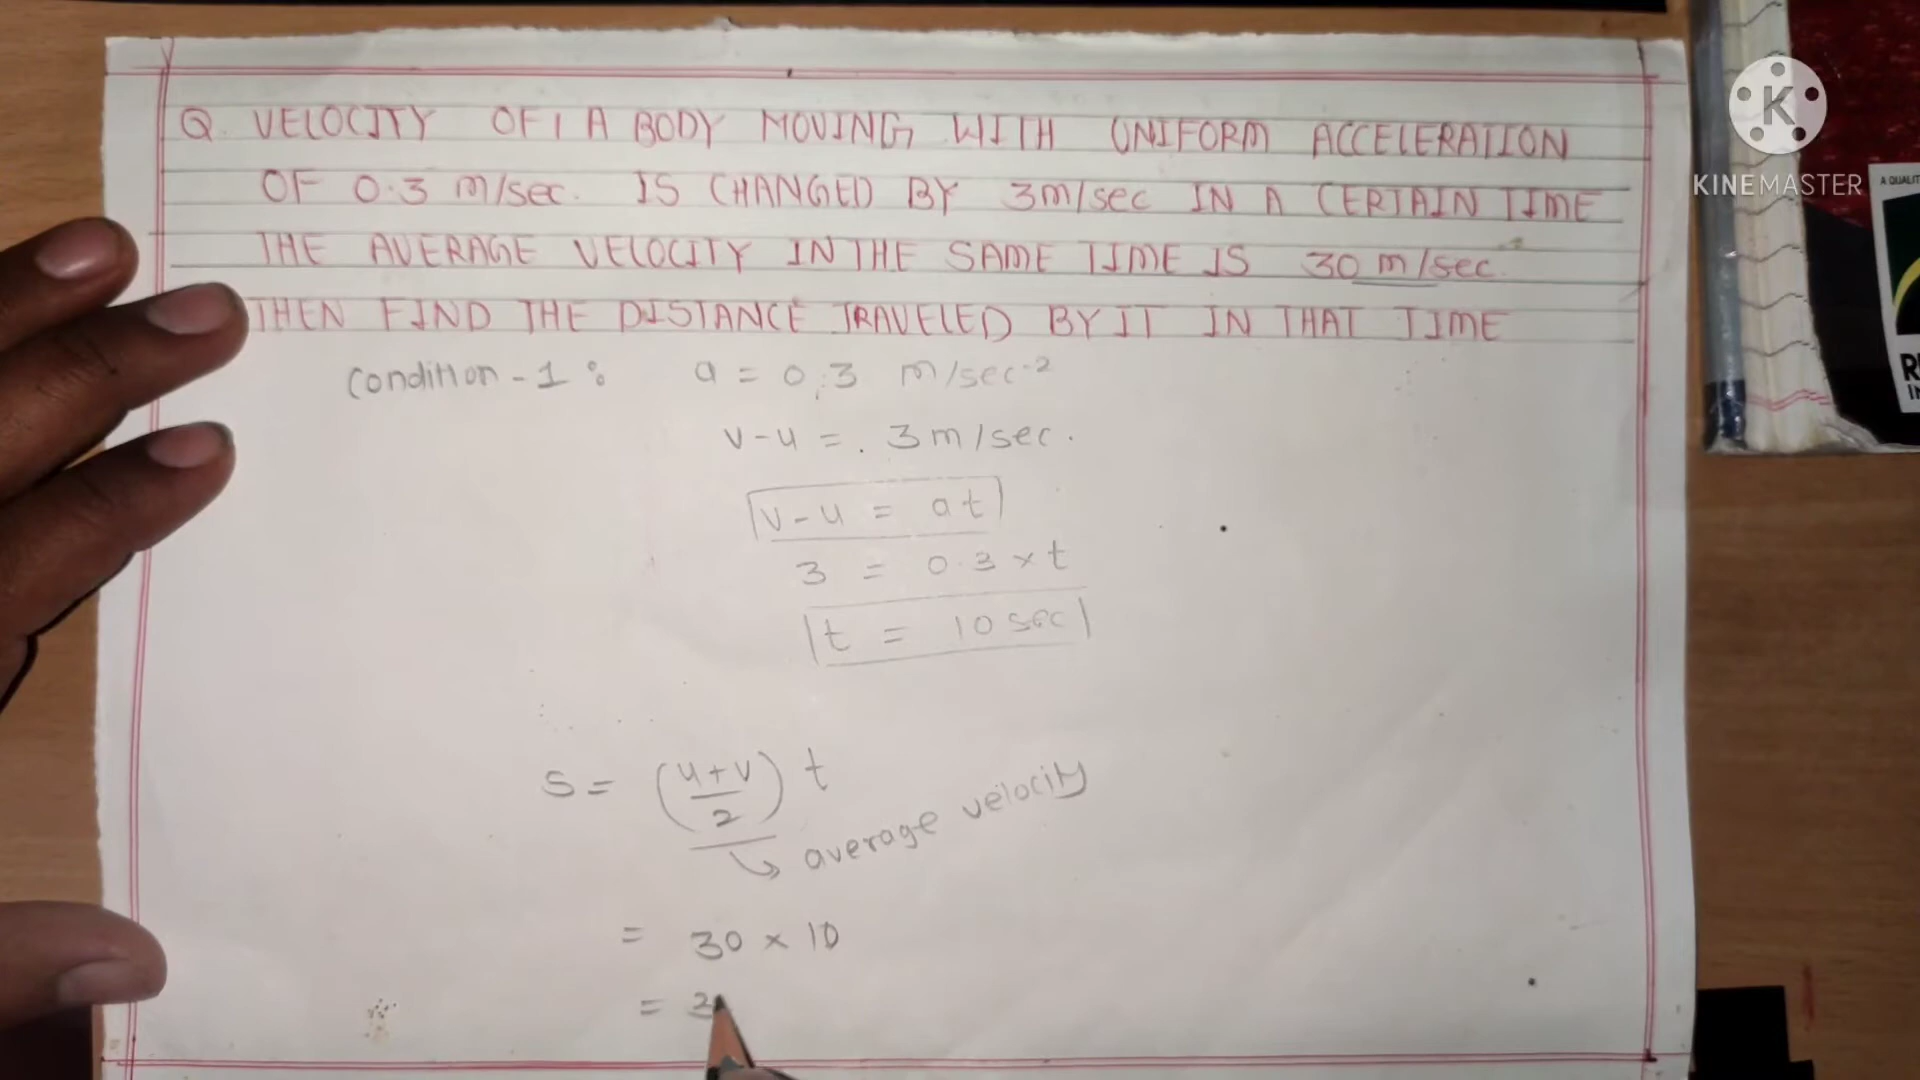 Q. VELOCITY OF A BODY MOVING WITH UNIFORM ACCELERATION
OF 0.3 m/sec. IS CHANGED BY 3m/sec IN A CERTAIN TIME
THE AVERAGE VELOCITY IN THE SAME TIME IS 30 m/sec
THEN FIND THE DISTANCE TRAVELED BY IT IN THAT TIME
condition-1: a = 0.3 m/sec-2
v-u = . 3m/sec.
v-u = at
3 = 0.3 x t
t = 10 sec
S = (u+v/2) t
average velocity
= 30 x 10
= 3
K
KINEMASTER
A QUALIT